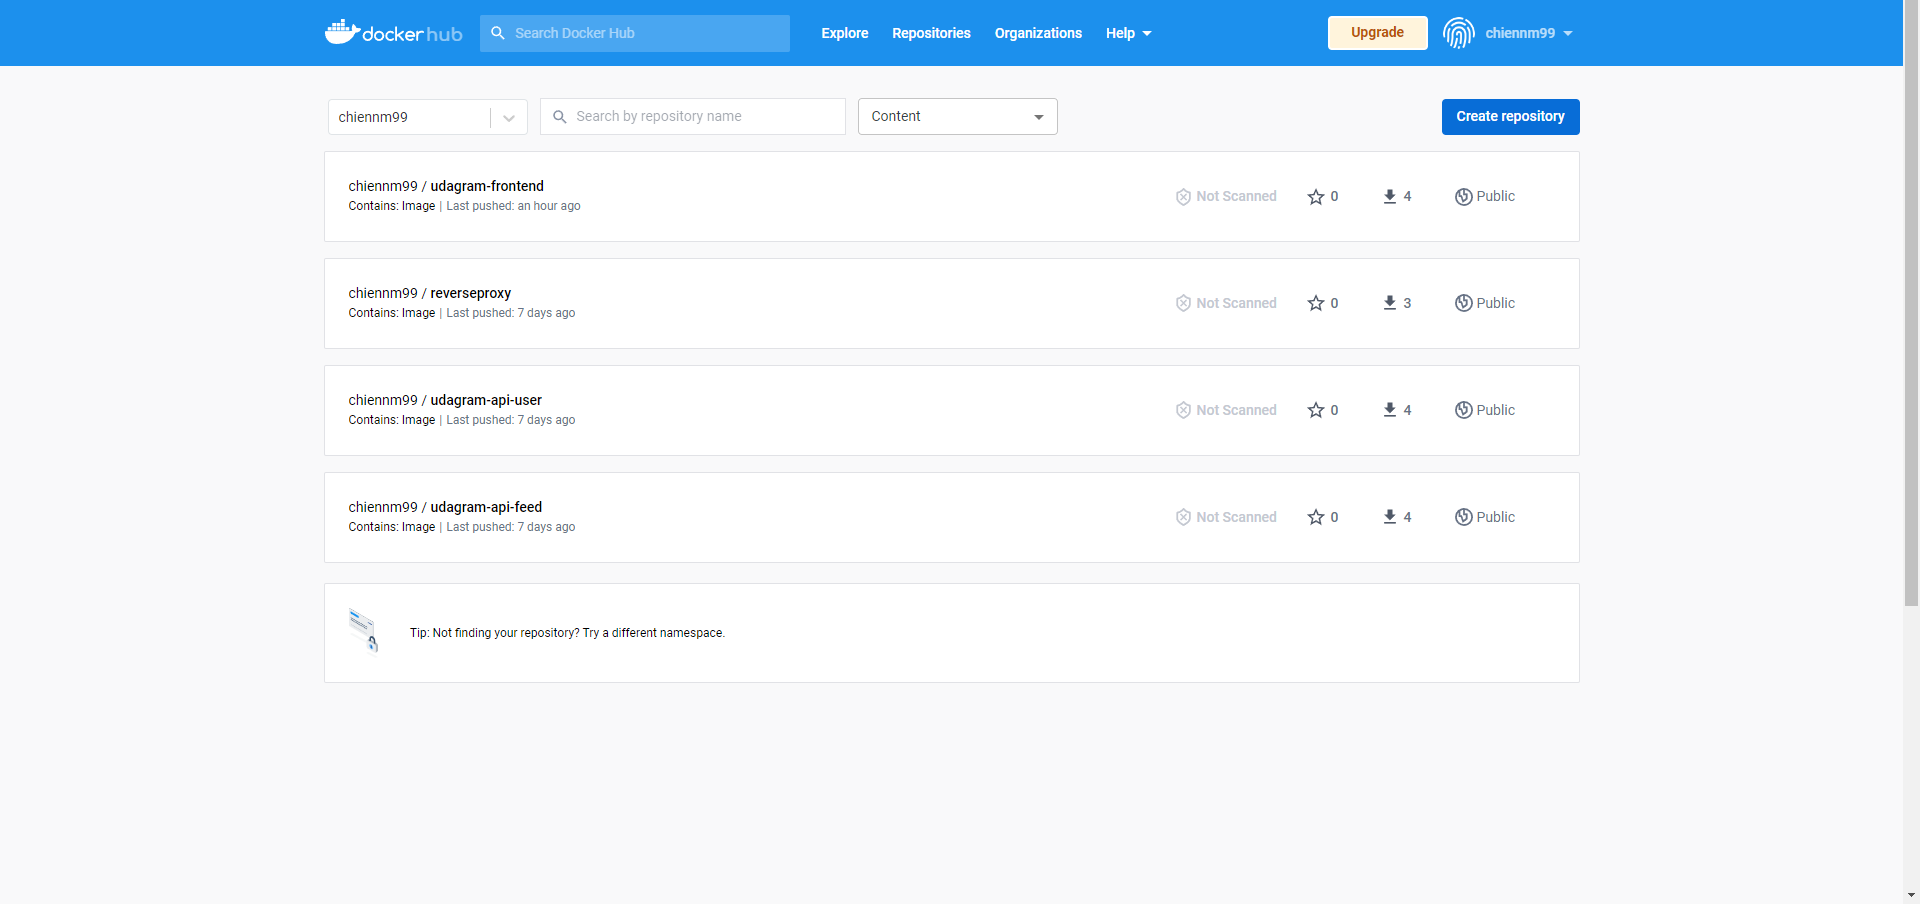 docker hub
Search Docker Hub
Explore Repositories Organizations Help
Upgrade
chiennm99
chiennm99
Search by repository name
Content
Create repository
chiennm99 / udagram-frontend
Contains: Image | Last pushed: an hour ago
Not Scanned 0 4 Public
chiennm99 / reverseproxy
Contains: Image | Last pushed: 7 days ago
Not Scanned 0 3 Public
chiennm99 / udagram-api-user
Contains: Image | Last pushed: 7 days ago
Not Scanned 0 4 Public
chiennm99 / udagram-api-feed
Contains: Image | Last pushed: 7 days ago
Not Scanned 0 4 Public
Tip: Not finding your repository? Try a different namespace.